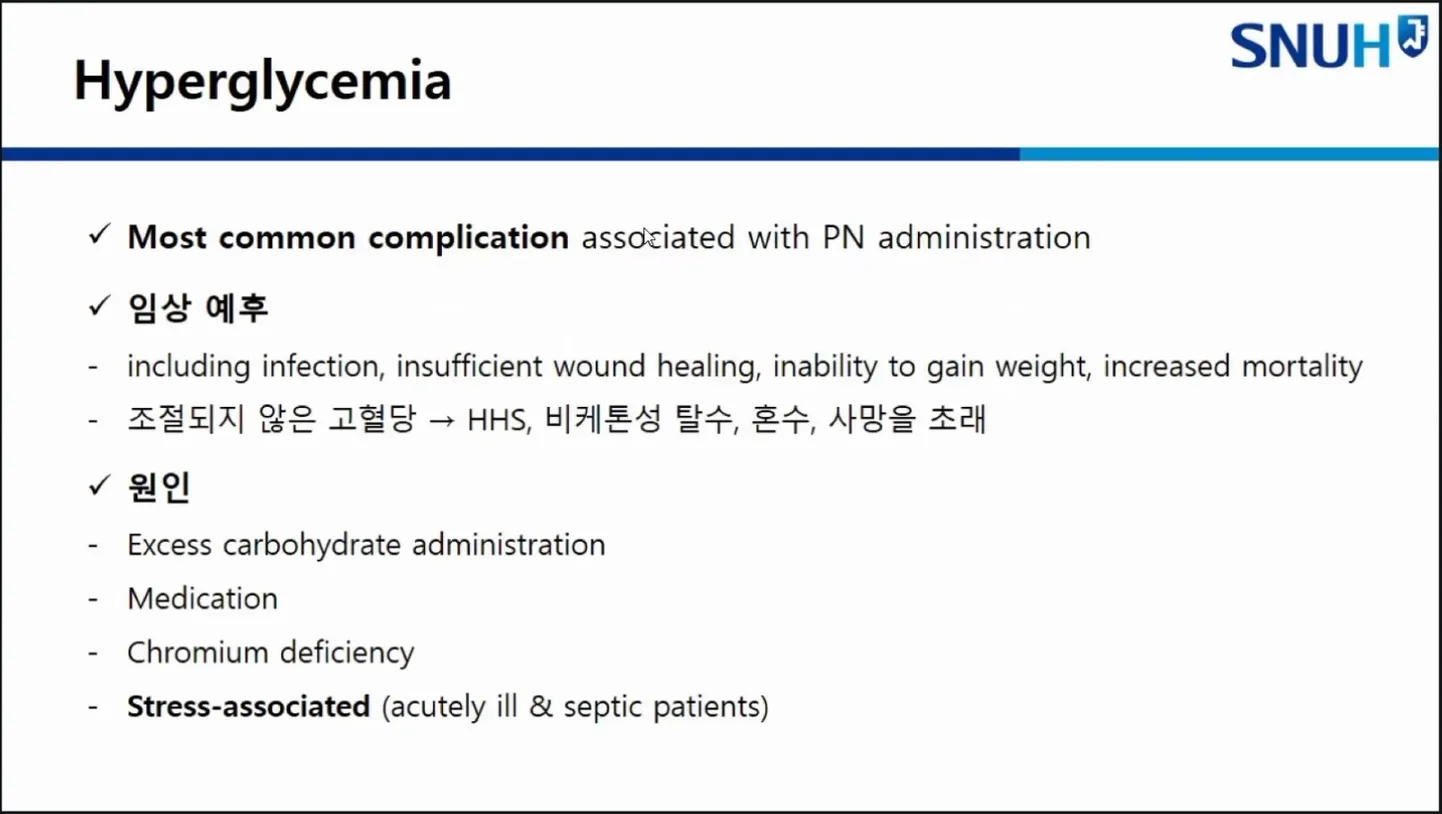 SNUH
Hyperglycemia
✓ Most common complication associated with PN administration
✓ 임상 예후
- including infection, insufficient wound healing, inability to gain weight, increased mortality
- 조절되지 않은 고혈당 → HHS, 비케톤성 탈수, 혼수, 사망을 초래
✓ 원인
- Excess carbohydrate administration
- Medication
- Chromium deficiency
- Stress-associated (acutely ill & septic patients)